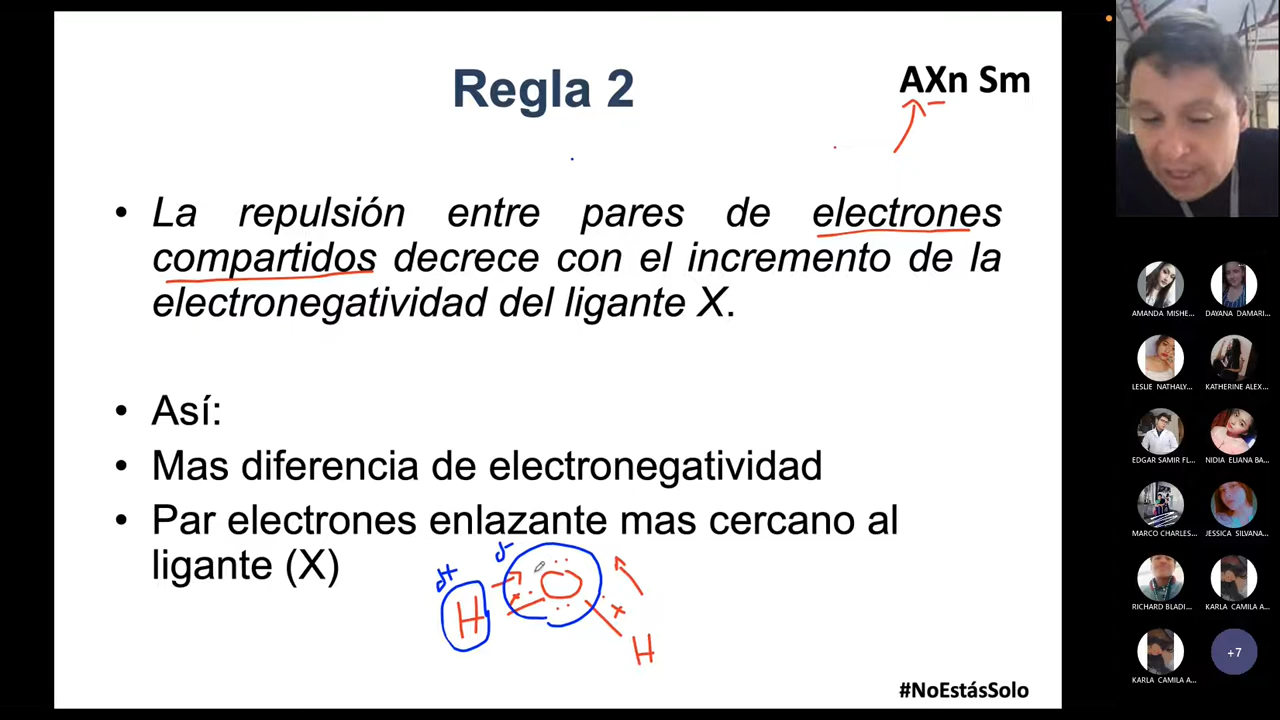 Regla 2
AXn Sm
• La repulsión entre pares de electrones
compartidos decrece con el incremento de la
electronegatividad del ligante X.
• Así:
• Mas diferencia de electronegatividad
• Par electrones enlazante mas cercano al
ligante (X)
d+
d-
H
H
#NoEstásSolo
AMANDA MISHE...
DAYANA DAMARI...
LESLIE NATHALY...
KATHERINE ALEX...
EDGAR SAMIR FL...
NIDIA ELIANA BA...
MARCO CHARLES...
JESSICA SILVANA...
RICHARD BLADI...
KARLA CAMILA A...
KARLA CAMILA A...
+7